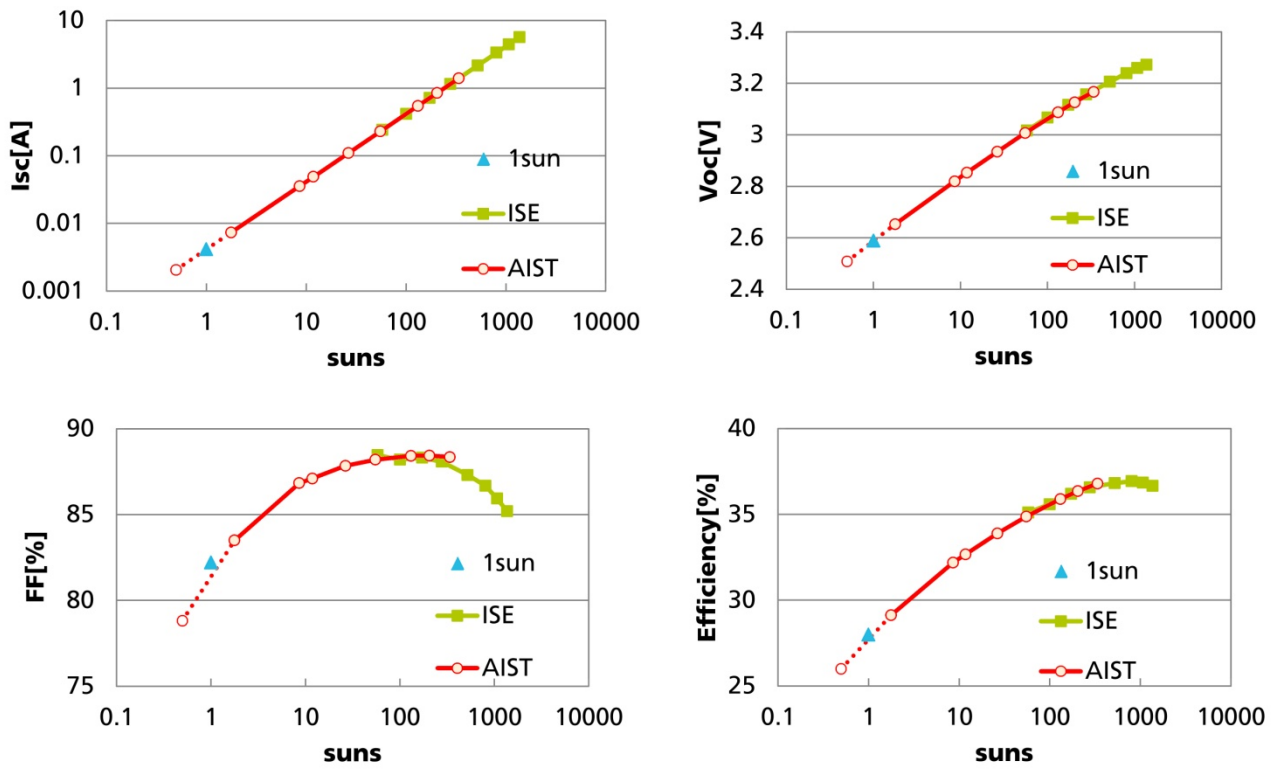 Isc[A]
10
1
0.1
0.01
0.001
0.1 1 10 100 1000 10000
suns
1sun
ISE
AIST
Voc[V]
3.4
3.2
3
2.8
2.6
2.4
0.1 1 10 100 1000 10000
suns
1sun
ISE
AIST
FF[%]
90
85
80
75
0.1 1 10 100 1000 10000
suns
1sun
ISE
AIST
Efficiency[%]
40
35
30
25
0.1 1 10 100 1000 10000
suns
1sun
ISE
AIST